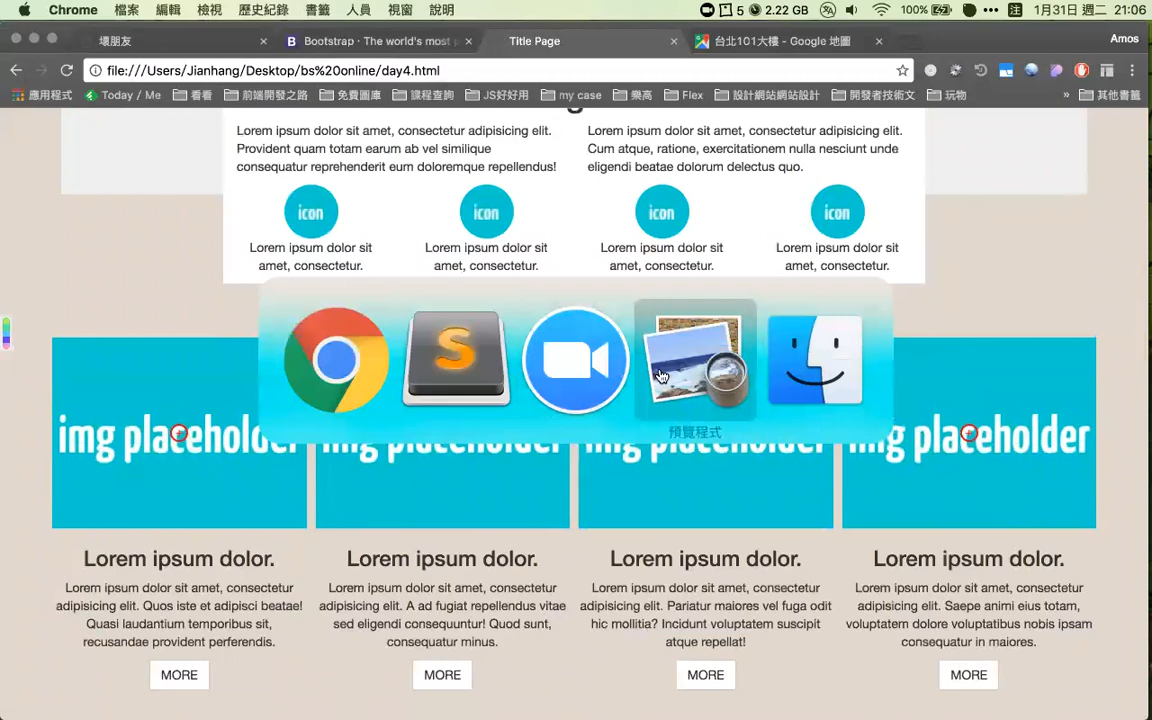 Chrome 檔案 編輯 檢視 歷史紀錄 書籤 人員 視窗 說明 5 2.22 GB 100% 注 1月31日 週二 21:06
壞朋友 Bootstrap · The world's most p Title Page 台北101大樓 - Google 地圖 Amos
file:///Users/Jianhang/Desktop/bs%20online/day4.html
應用程式 Today / Me 看看 前端開發之路 免費圖庫 課程查詢 JS好好用 my case 樂高 Flex 設計網站網站設計 開發者技術文 玩物 » 其他書籤
Lorem ipsum dolor sit amet, consectetur adipisicing elit.
Provident quam totam earum ab vel similique
consequatur reprehenderit eum doloremque repellendus!
Lorem ipsum dolor sit amet, consectetur adipisicing elit.
Cum atque, ratione, exercitationem nulla nesciunt unde
eligendi beatae dolorum delectus quo.
icon icon icon icon
Lorem ipsum dolor sit
amet, consectetur.
Lorem ipsum dolor sit
amet, consectetur.
Lorem ipsum dolor sit
amet, consectetur.
Lorem ipsum dolor sit
amet, consectetur.
S
預覽程式
img placeholder img placeholder img placeholder img placeholder
Lorem ipsum dolor.
Lorem ipsum dolor sit amet, consectetur
adipisicing elit. Quos iste et adipisci beatae!
Quasi laudantium temporibus sit,
recusandae provident perferendis.
MORE
Lorem ipsum dolor.
Lorem ipsum dolor sit amet, consectetur
adipisicing elit. A ad fugiat repellendus vitae
sed eligendi consequuntur! Quod sunt,
consequatur minus.
MORE
Lorem ipsum dolor.
Lorem ipsum dolor sit amet, consectetur
adipisicing elit. Pariatur maiores vel fuga odit
hic mollitia? Incidunt voluptatem suscipit
atque repellat!
MORE
Lorem ipsum dolor.
Lorem ipsum dolor sit amet, consectetur
adipisicing elit. Saepe animi eius totam,
voluptatem dolore voluptatibus nobis ipsam
consequatur in maiores.
MORE